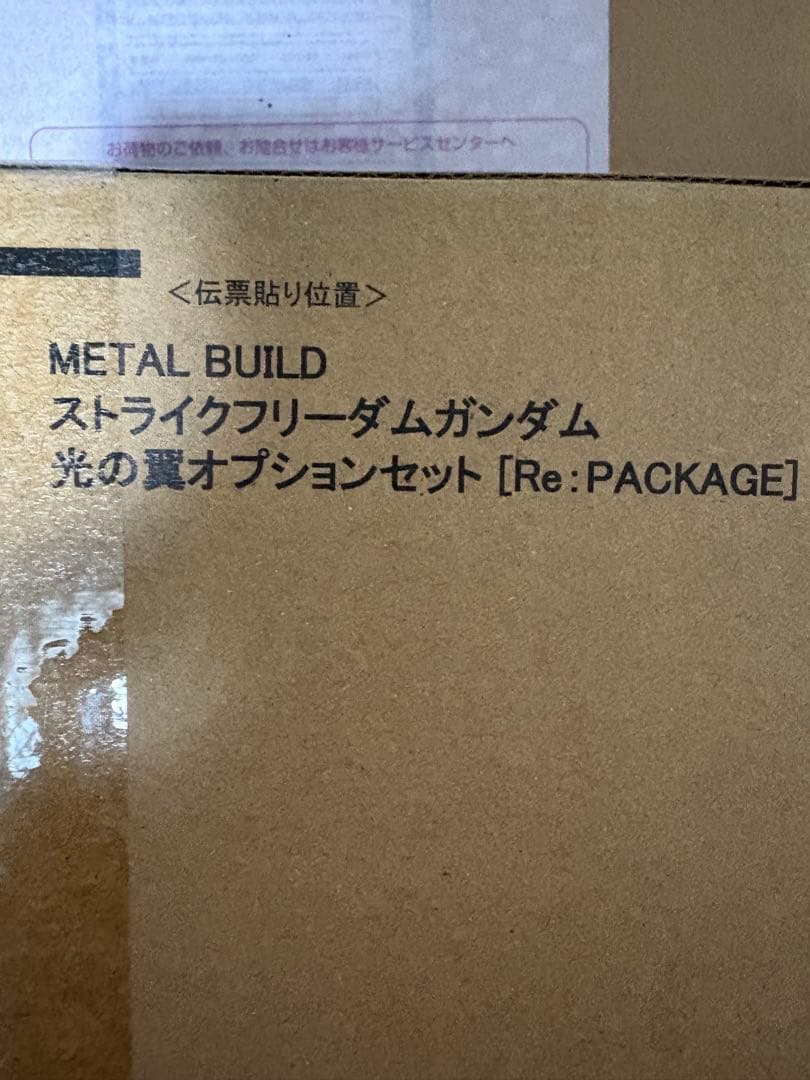 お荷物のご依頼、お問合せはお客様サービスセンターへ
＜伝票貼り位置＞
METAL BUILD
ストライクフリーダムガンダム
光の翼オプションセット [Re:PACKAGE]